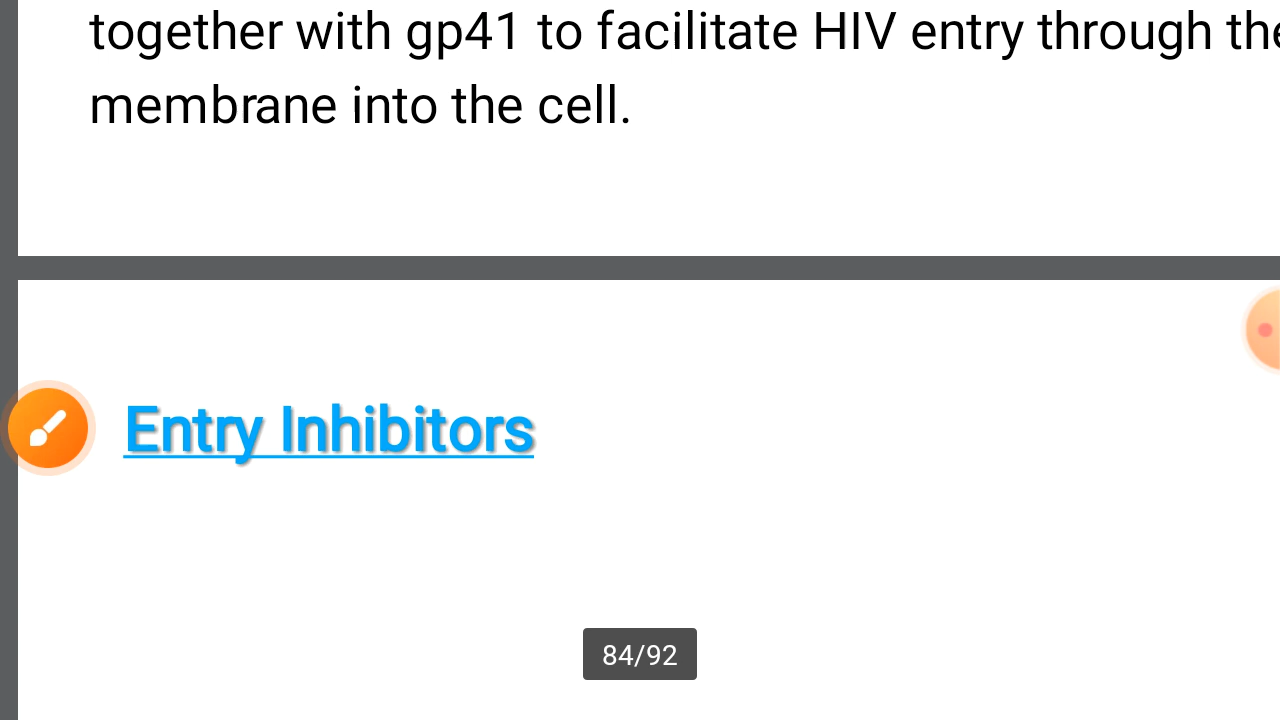 together with gp41 to facilitate HIV entry through the
membrane into the cell.
Entry Inhibitors
84/92